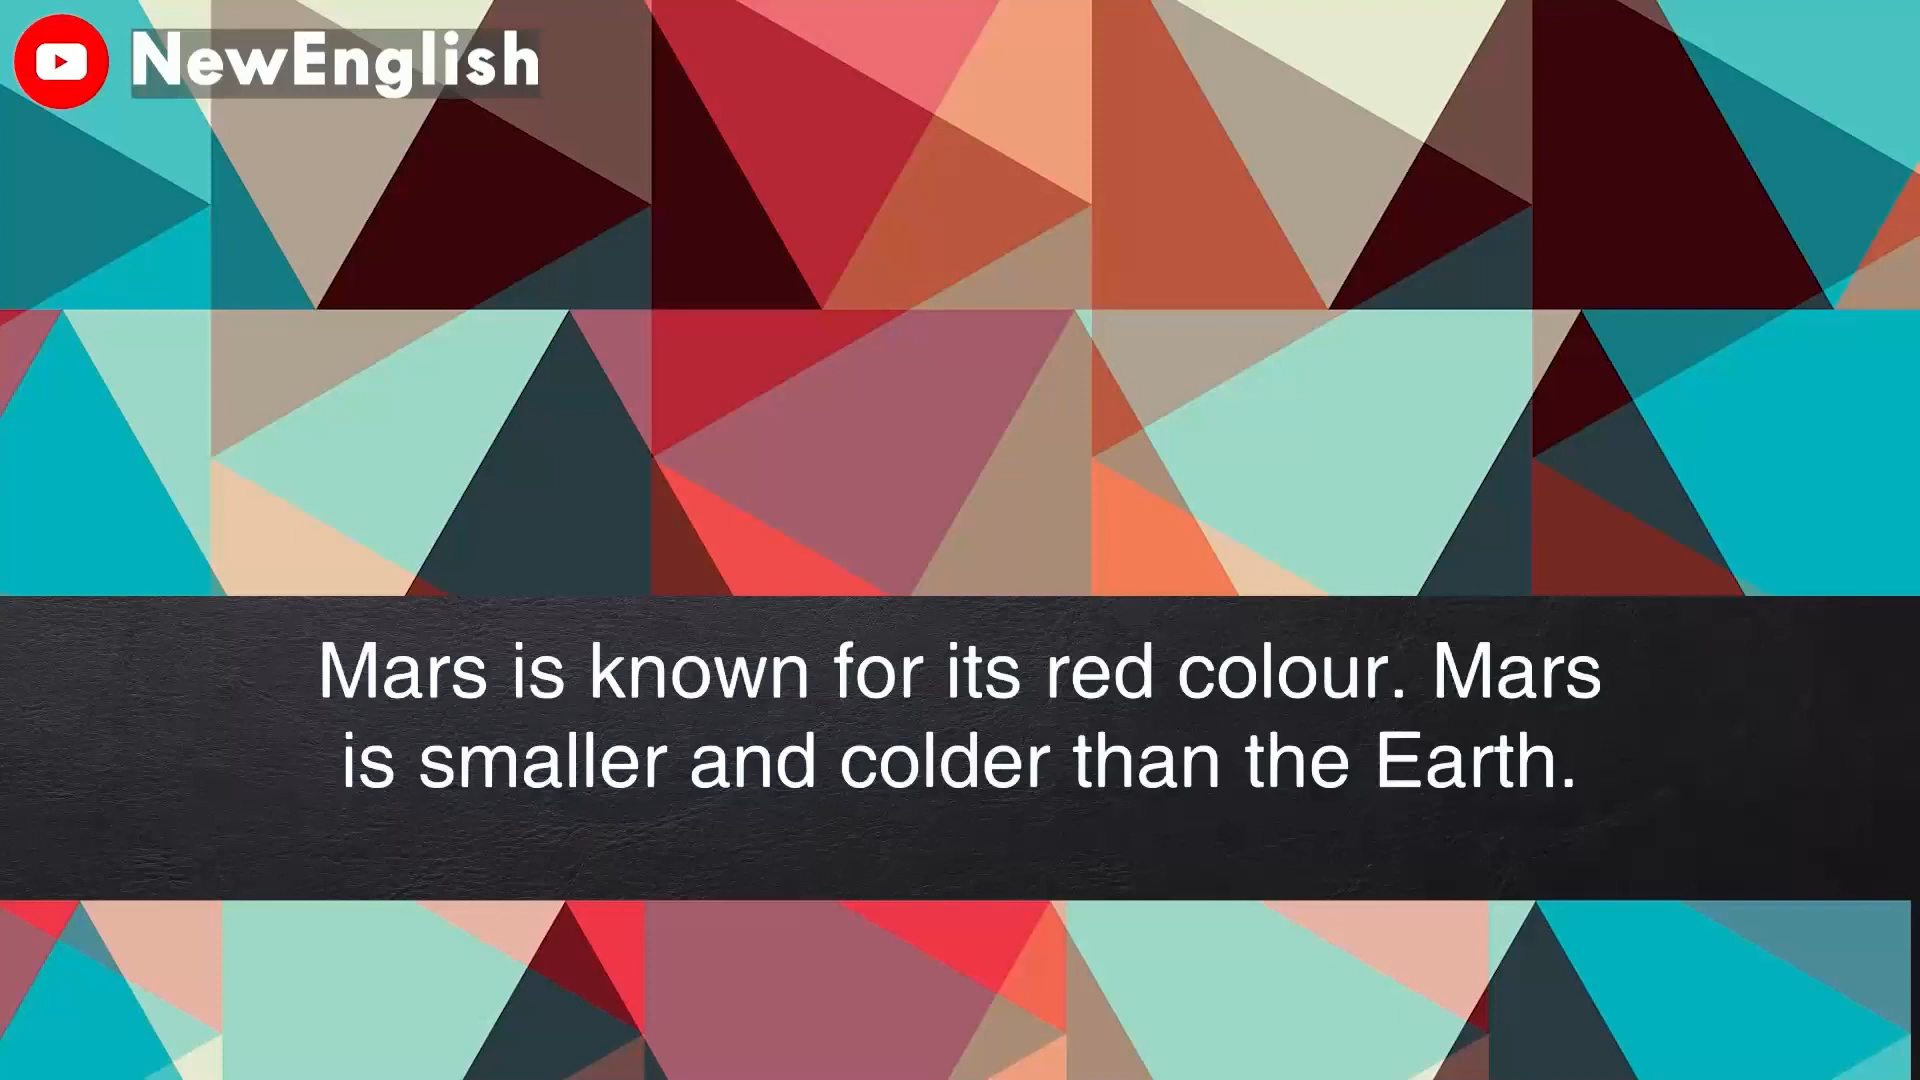 NewEnglish
Mars is known for its red colour. Mars
is smaller and colder than the Earth.